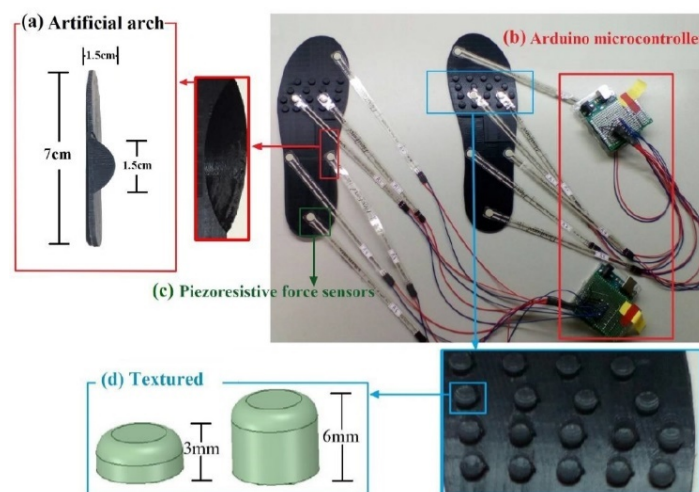 (a) Artificial arch
1.5cm
7cm
1.5cm
(b) Arduino microcontrolle
(c) Piezoresistive force sensors
(d) Textured
3mm
6mm